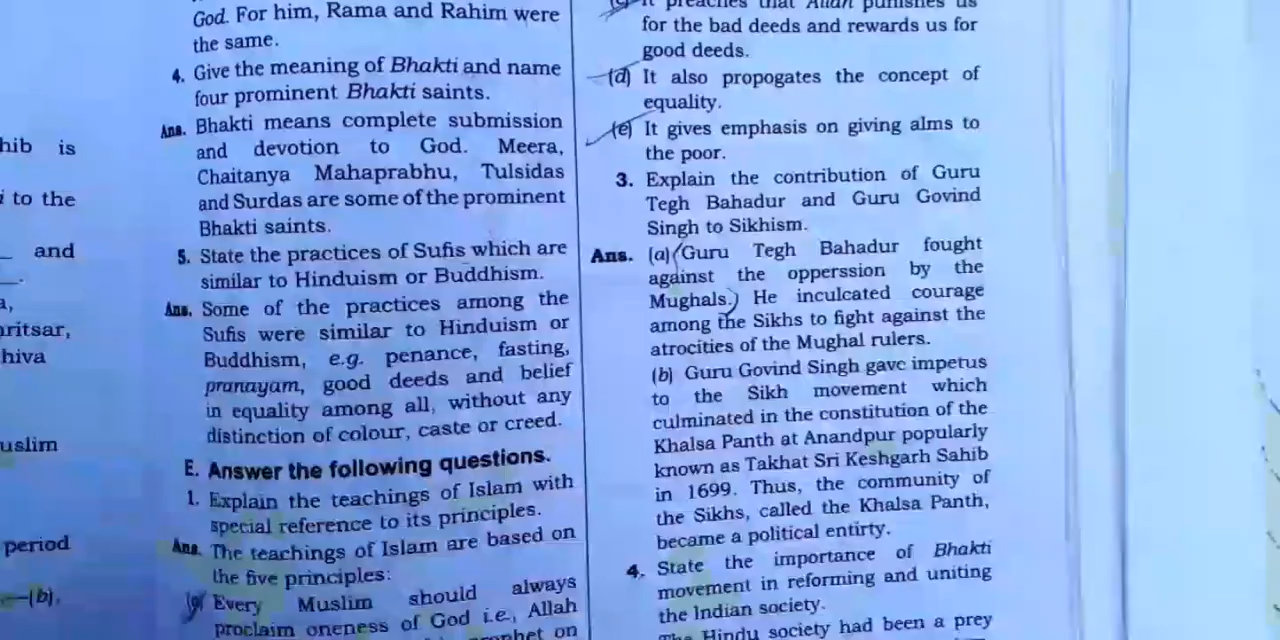 hib is
i to the
and
a,
ritsar,
hiva
uslim
period
(b).
God. For him, Rama and Rahim were
the same.
4. Give the meaning of Bhakti and name
four prominent Bhakti saints.
Ans. Bhakti means complete submission
and devotion to God. Meera,
Chaitanya Mahaprabhu, Tulsidas
and Surdas are some of the prominent
Bhakti saints.
5. State the practices of Sufis which are
similar to Hinduism or Buddhism.
Ans. Some of the practices among the
Sufis were similar to Hinduism or
Buddhism, e.g. penance, fasting,
pranayam, good deeds and belief
in equality among all, without any
distinction of colour, caste or creed.
E. Answer the following questions.
1. Explain the teachings of Islam with
special reference to its principles.
Ans. The teachings of Islam are based on
the five principles:
Every Muslim should always
proclaim oneness of God i.e., Allah
on
It preaches that Allah punishes us
for the bad deeds and rewards us for
good deeds.
(d) It also propogates the concept of
equality.
(e) It gives emphasis on giving alms to
the poor.
3. Explain the contribution of Guru
Tegh Bahadur and Guru Govind
Singh to Sikhism.
Ans. (a) Guru Tegh Bahadur fought
against the opperssion by the
Mughals. He inculcated courage
among the Sikhs to fight against the
atrocities of the Mughal rulers.
(b) Guru Govind Singh gave impetus
to the Sikh movement which
culminated in the constitution of the
Khalsa Panth at Anandpur popularly
known as Takhat Sri Keshgarh Sahib
in 1699. Thus, the community of
the Sikhs, called the Khalsa Panth,
became a political entirty.
4. State the importance of Bhakti
movement in reforming and uniting
the Indian society.
The Hindu society had been a prey